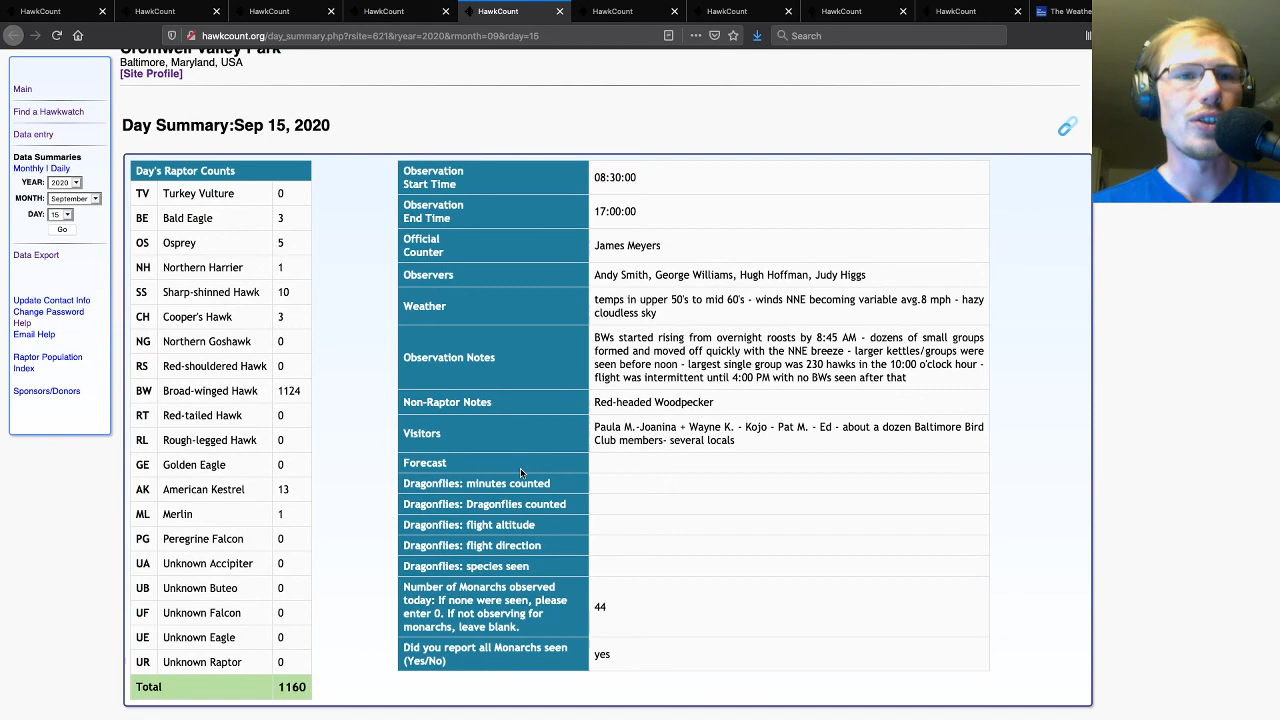 HawkCount
HawkCount
HawkCount
HawkCount
HawkCount
HawkCount
HawkCount
HawkCount
HawkCount
The Weathe
hawkcount.org/day_summary.php?rsite=621&ryear=2020&rmonth=09&rday=15
Search
Cromwell Valley Park
Baltimore, Maryland, USA
[Site Profile]
Main
Find a Hawkwatch
Data entry
Data Summaries
Monthly | Daily
YEAR: 2020
MONTH: September
DAY: 15
Go
Data Export
Update Contact Info
Change Password
Help
Email Help
Raptor Population
Index
Sponsors/Donors
Day Summary:Sep 15, 2020
Day's Raptor Counts
TV Turkey Vulture 0
BE Bald Eagle 3
OS Osprey 5
NH Northern Harrier 1
SS Sharp-shinned Hawk 10
CH Cooper's Hawk 3
NG Northern Goshawk 0
RS Red-shouldered Hawk 0
BW Broad-winged Hawk 1124
RT Red-tailed Hawk 0
RL Rough-legged Hawk 0
GE Golden Eagle 0
AK American Kestrel 13
ML Merlin 1
PG Peregrine Falcon 0
UA Unknown Accipiter 0
UB Unknown Buteo 0
UF Unknown Falcon 0
UE Unknown Eagle 0
UR Unknown Raptor 0
Total 1160
Observation
Start Time
08:30:00
Observation
End Time
17:00:00
Official
Counter
James Meyers
Observers
Andy Smith, George Williams, Hugh Hoffman, Judy Higgs
Weather
temps in upper 50's to mid 60's - winds NNE becoming variable avg.8 mph - hazy
cloudless sky
Observation Notes
BWs started rising from overnight roosts by 8:45 AM - dozens of small groups
formed and moved off quickly with the NNE breeze - larger kettles/groups were
seen before noon - largest single group was 230 hawks in the 10:00 o'clock hour -
flight was intermittent until 4:00 PM with no BWs seen after that
Non-Raptor Notes
Red-headed Woodpecker
Visitors
Paula M.-Joanina + Wayne K. - Kojo - Pat M. - Ed - about a dozen Baltimore Bird
Club members- several locals
Forecast
Dragonflies: minutes counted
Dragonflies: Dragonflies counted
Dragonflies: flight altitude
Dragonflies: flight direction
Dragonflies: species seen
Number of Monarchs observed
today: If none were seen, please
enter 0. If not observing for
monarchs, leave blank.
44
Did you report all Monarchs seen
(Yes/No)
yes